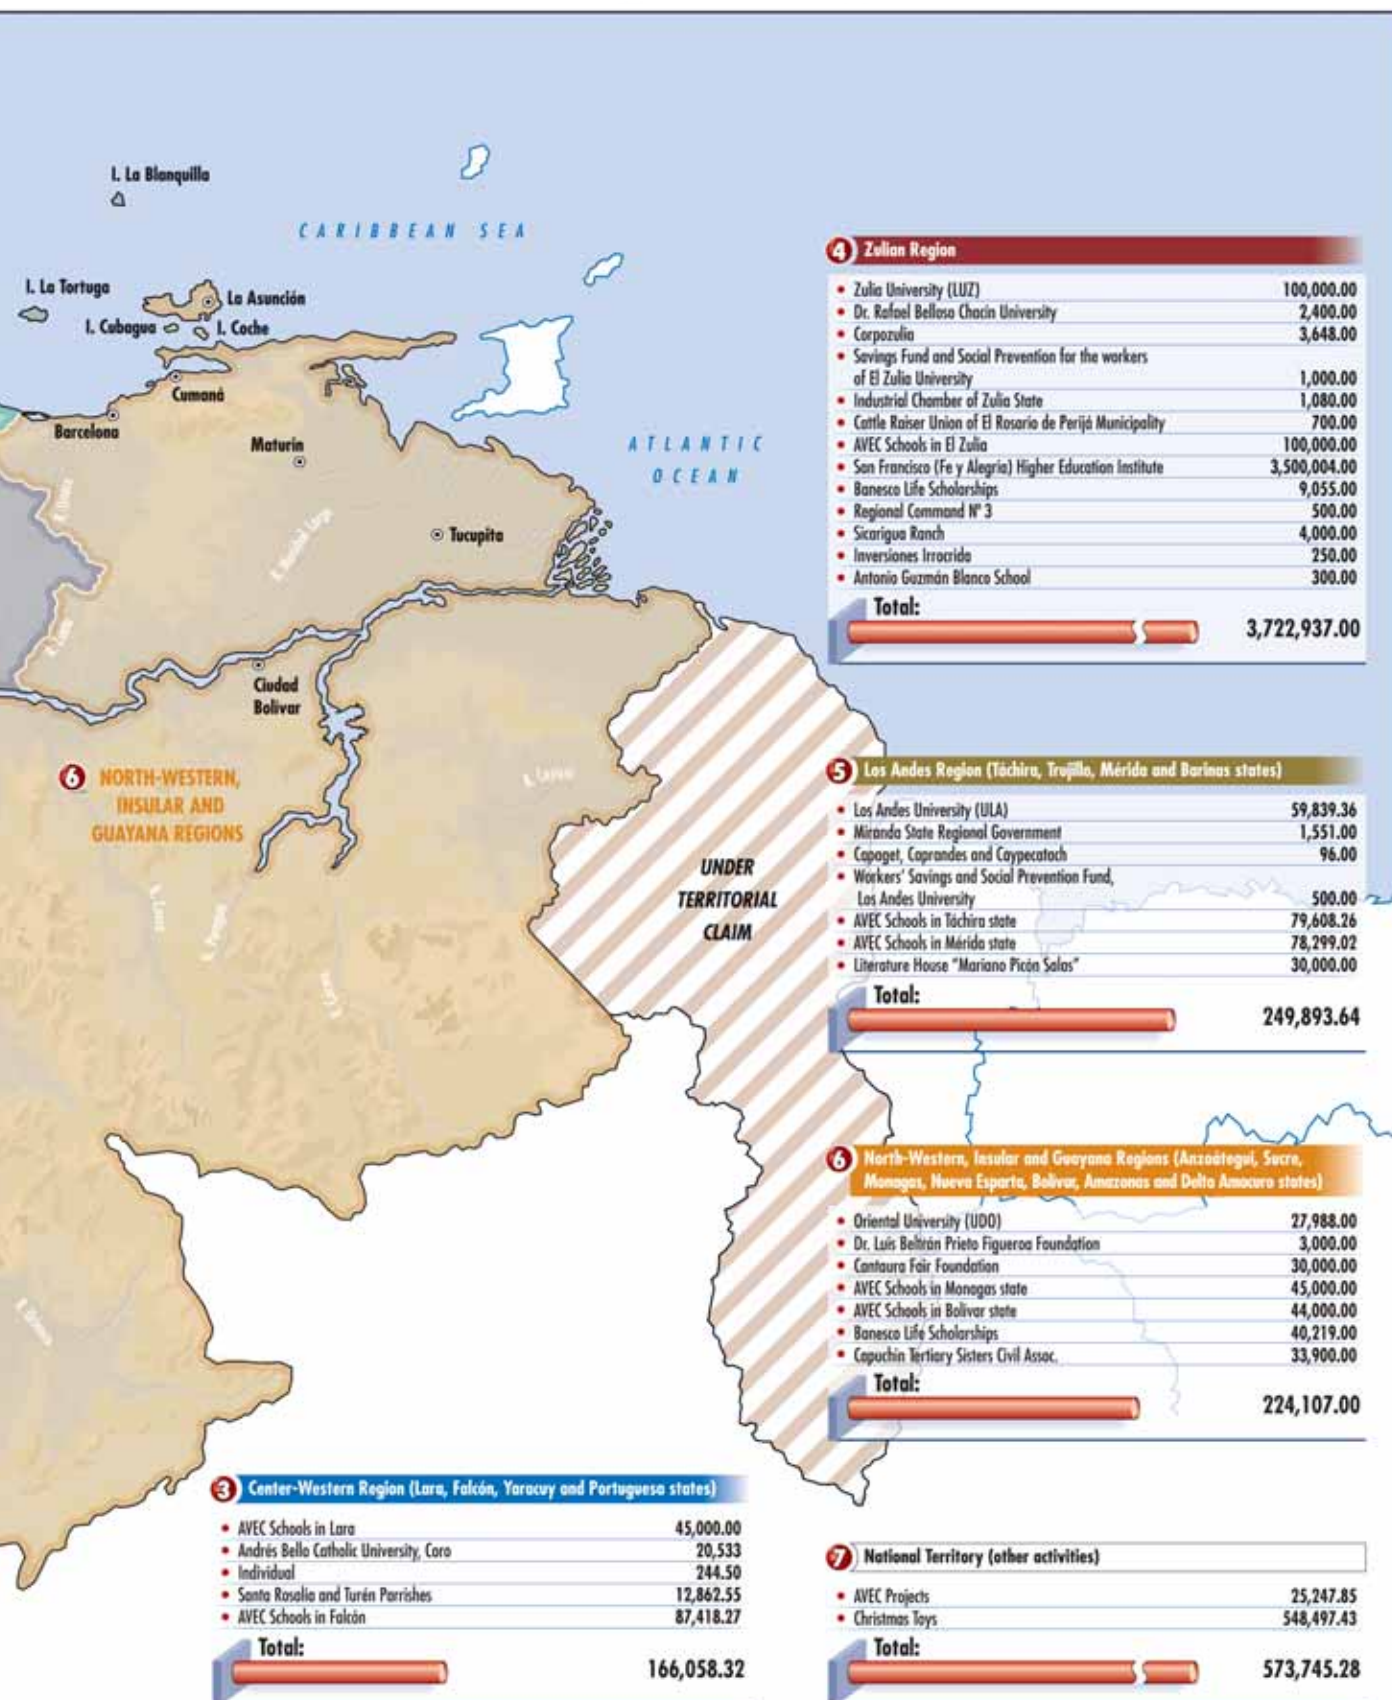 I. La Blanquilla
CARIBBEAN SEA
I. La Tortuga
La Asunción
I. Cubagua
I. Coche
Cumaná
Barcelona
Maturín
ATLANTIC
OCEAN
Tucupita
Ciudad
Bolívar
6 NORTH-WESTERN,
INSULAR AND
GUAYANA REGIONS
UNDER
TERRITORIAL
CLAIM
4 Zulian Region
• Zulia University (LUZ) 100,000.00
• Dr. Rafael Belloso Chacín University 2,400.00
• Corpozulia 3,648.00
• Savings Fund and Social Prevention for the workers
of El Zulia University 1,000.00
• Industrial Chamber of Zulia State 1,080.00
• Cattle Raiser Union of El Rosario de Perijá Municipality 700.00
• AVEC Schools in El Zulia 100,000.00
• San Francisco (Fe y Alegría) Higher Education Institute 3,500,004.00
• Banesco Life Scholarships 9,055.00
• Regional Command Nº 3 500.00
• Sicarigua Ranch 4,000.00
• Inversiones Irrocrida 250.00
• Antonio Guzmán Blanco School 300.00
Total:
3,722,937.00
5 Los Andes Region (Táchira, Trujillo, Mérida and Barinas states)
• Los Andes University (ULA) 59,839.36
• Miranda State Regional Government 1,551.00
• Capaget, Caprandes and Caypecatach 96.00
• Workers' Savings and Social Prevention Fund,
Los Andes University 500.00
• AVEC Schools in Táchira state 79,608.26
• AVEC Schools in Mérida state 78,299.02
• Literature House "Mariano Picón Salas" 30,000.00
Total:
249,893.64
6 North-Western, Insular and Guayana Regions (Anzoátegui, Sucre,
Monagas, Nueva Esparta, Bolívar, Amazonas and Delta Amacuro states)
• Oriental University (UDO) 27,988.00
• Dr. Luis Beltrán Prieto Figueroa Foundation 3,000.00
• Cantaura Fair Foundation 30,000.00
• AVEC Schools in Monagas state 45,000.00
• AVEC Schools in Bolívar state 44,000.00
• Banesco Life Scholarships 40,219.00
• Capuchin Tertiary Sisters Civil Assoc. 33,900.00
Total:
224,107.00
3 Center-Western Region (Lara, Falcón, Yaracuy and Portuguesa states)
• AVEC Schools in Lara 45,000.00
• Andrés Bello Catholic University, Coro 20,533
• Individual 244.50
• Santa Rosalía and Turén Parrishes 12,862.55
• AVEC Schools in Falcón 87,418.27
Total:
166,058.32
7 National Territory (other activities)
• AVEC Projects 25,247.85
• Christmas Toys 548,497.43
Total:
573,745.28